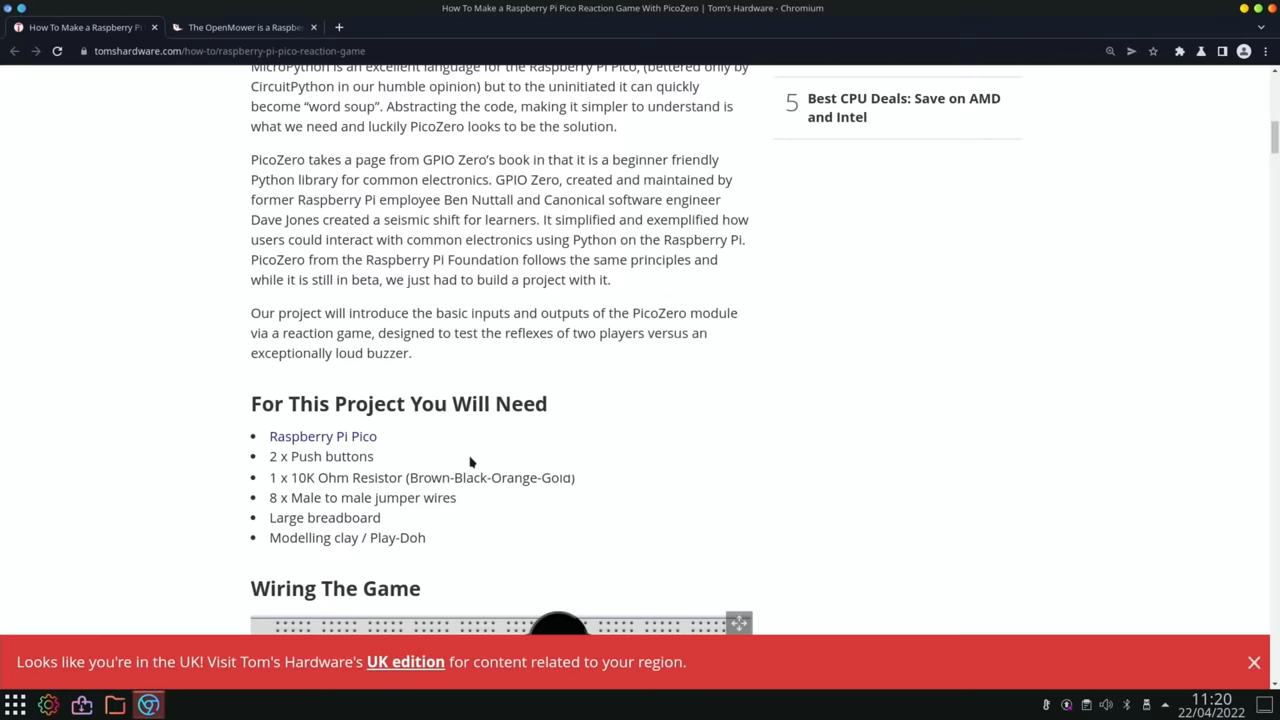 How To Make a Raspberry Pi Pico Reaction Game With PicoZero | Tom's Hardware - Chromium
How To Make a Raspberry Pi
The OpenMower is a Raspbe
tomshardware.com/how-to/raspberry-pi-pico-reaction-game
MicroPython is an excellent language for the Raspberry Pi Pico, (bettered only by
CircuitPython in our humble opinion) but to the uninitiated it can quickly
become “word soup”. Abstracting the code, making it simpler to understand is
what we need and luckily PicoZero looks to be the solution.
PicoZero takes a page from GPIO Zero’s book in that it is a beginner friendly
Python library for common electronics. GPIO Zero, created and maintained by
former Raspberry Pi employee Ben Nuttall and Canonical software engineer
Dave Jones created a seismic shift for learners. It simplified and exemplified how
users could interact with common electronics using Python on the Raspberry Pi.
PicoZero from the Raspberry Pi Foundation follows the same principles and
while it is still in beta, we just had to build a project with it.
Our project will introduce the basic inputs and outputs of the PicoZero module
via a reaction game, designed to test the reflexes of two players versus an
exceptionally loud buzzer.
For This Project You Will Need
Raspberry Pi Pico
2 x Push buttons
1 x 10K Ohm Resistor (Brown-Black-Orange-Gold)
8 x Male to male jumper wires
Large breadboard
Modelling clay / Play-Doh
Wiring The Game
5 Best CPU Deals: Save on AMD
and Intel
Looks like you're in the UK! Visit Tom's Hardware's UK edition for content related to your region.
11:20
22/04/2022